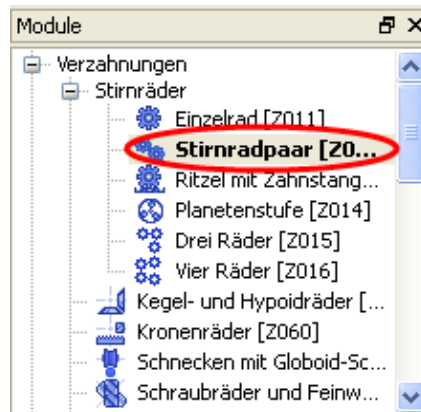 Module
Verzahnungen
Stirnräder
Einzelrad [Z011]
Stirnradpaar [Z0...
Ritzel mit Zahnstang...
Planetenstufe [Z014]
Drei Räder [Z015]
Vier Räder [Z016]
Kegel- und Hypoidräder [...
Kronenräder [Z060]
Schnecken mit Globoid-Sc...
Schraubräder und Feinw...